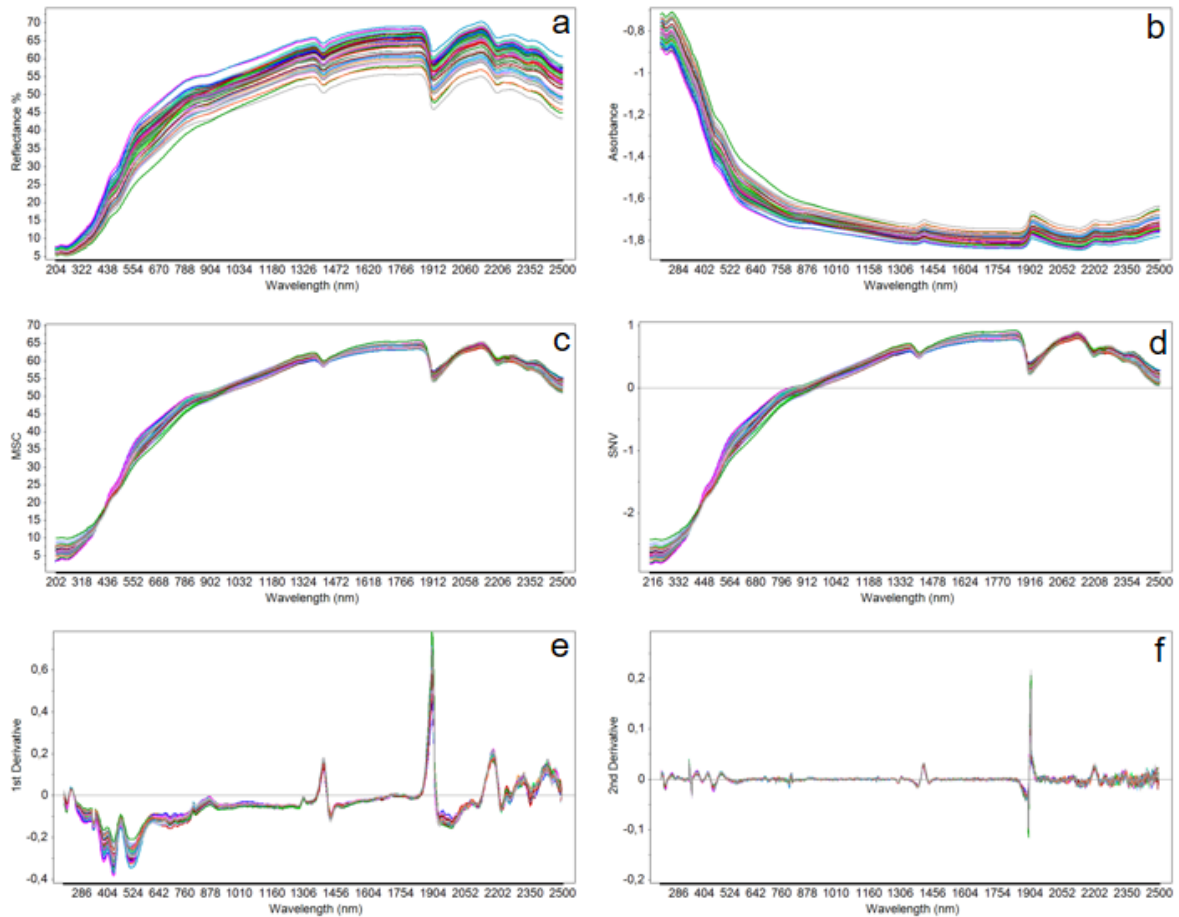 a
70
65
60
55
50
45
40
35
30
25
20
15
10
5
Reflectance %
204 322 438 554 670 788 904 1034 1178 1324 1472 1620 1766 1912 2060 2206 2352 2500
Wavelength (nm)
b
-0,8
-1
-1,2
-1,4
-1,6
-1,8
Asorbance
284 402 522 640 758 876 1010 1158 1306 1454 1604 1754 1902 2052 2202 2350 2500
Wavelength (nm)
c
70
65
60
55
50
45
40
35
30
25
20
15
10
5
MSC
202 318 436 552 668 786 902 1032 1178 1324 1472 1618 1766 1912 2058 2206 2352 2500
Wavelength (nm)
d
1
0
-1
-2
SNV
216 332 448 564 680 796 912 1042 1188 1332 1478 1624 1770 1916 2062 2208 2354 2500
Wavelength (nm)
e
0,6
0,4
0,2
0
-0,2
-0,4
1st Derivative
286 404 524 642 760 878 1012 1160 1308 1456 1604 1754 1904 2052 2202 2350 2500
Wavelength (nm)
f
0,2
0,1
0
-0,1
-0,2
2nd Derivative
286 404 524 642 760 878 1012 1160 1308 1456 1604 1754 1904 2052 2202 2350 2500
Wavelength (nm)